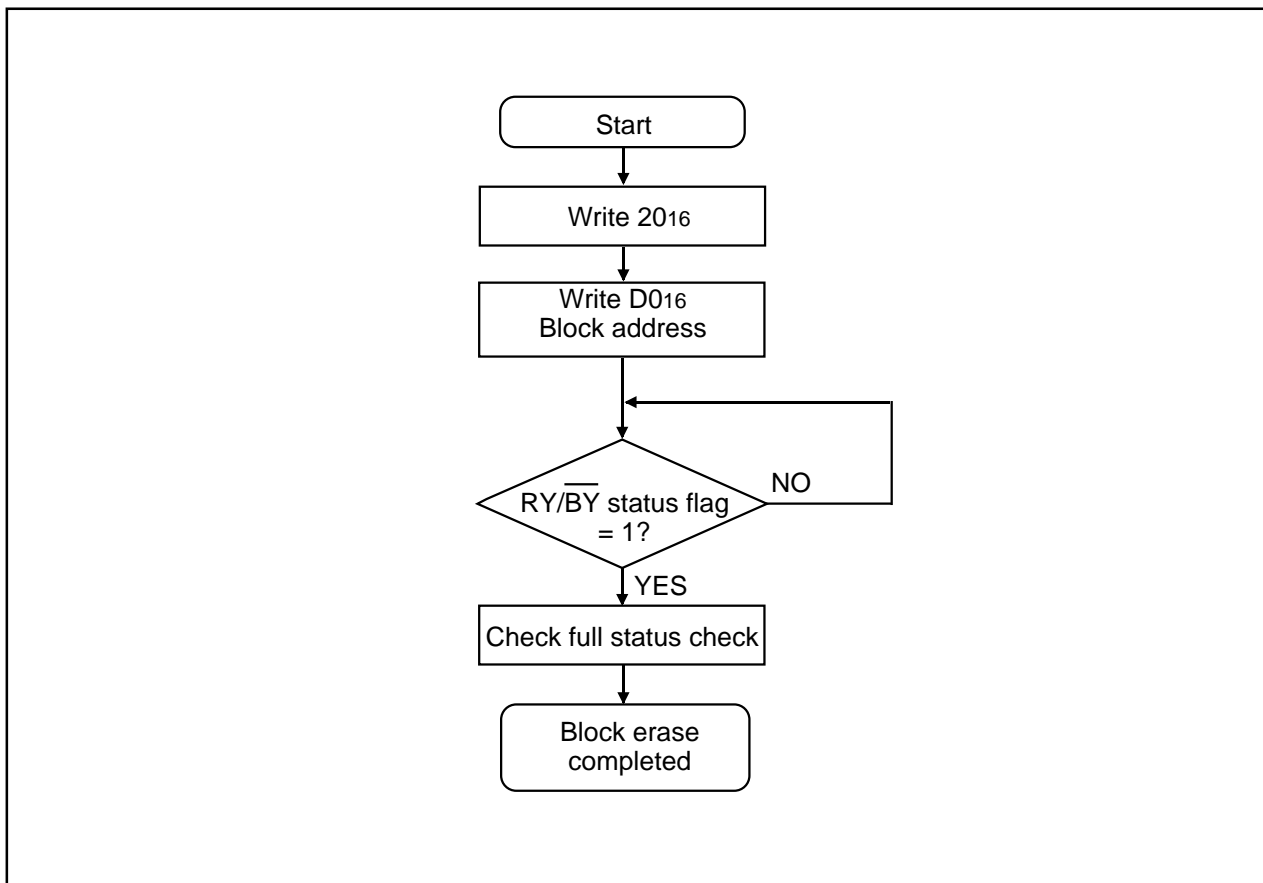 Start
Write 2016
Write D016
Block address
NO
RY/B̅Y̅ status flag
= 1?
YES
Check full status check
Block erase
completed